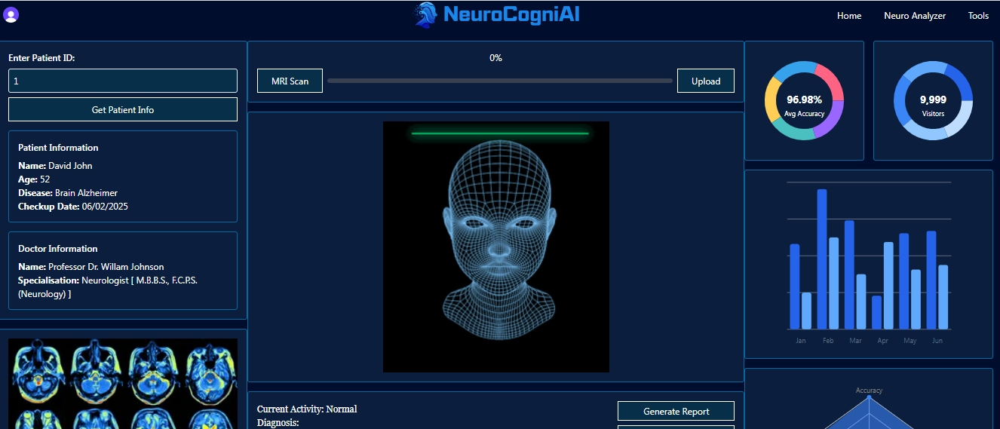 NeuroCogniAI
Home
Neuro Analyzer
Tools
Enter Patient ID:
1
Get Patient Info
Patient Information
Name: David John
Age: 52
Disease: Brain Alzheimer
Checkup Date: 06/02/2025
Doctor Information
Name: Professor Dr. Willam Johnson
Specialisation: Neurologist [ M.B.B.S., F.C.P.S.
(Neurology) ]
0%
MRI Scan
Upload
Current Activity: Normal
Diagnosis:
Generate Report
96.98%
Avg Accuracy
9,999
Visitors
Jan
Feb
Mar
Apr
May
Jun
Accuracy